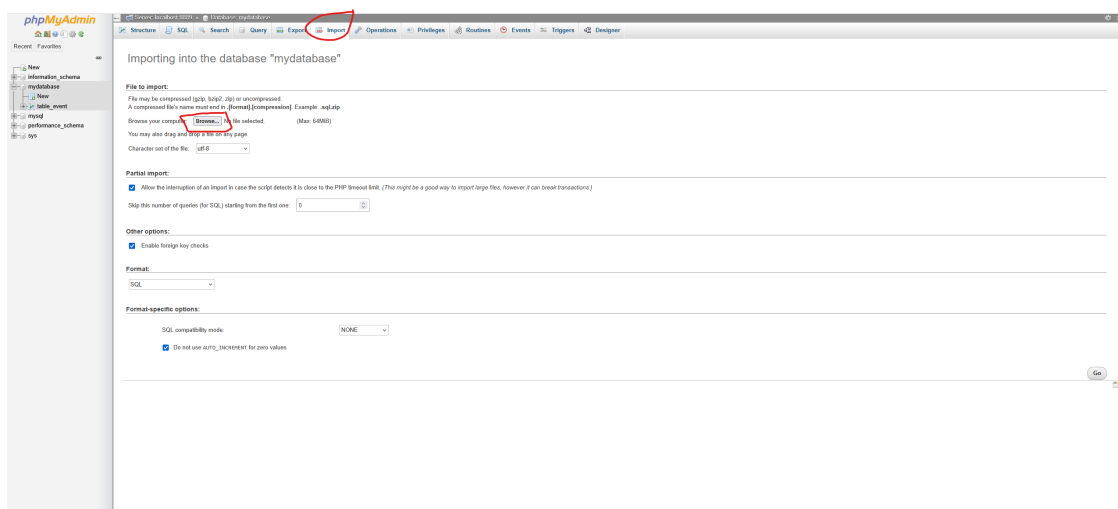 phpMyAdmin
Recent Favorites
New
information_schema
mydatabase
New
table_event
mysql
performance_schema
sys
Server: localhost:8889 » Database: mydatabase
Structure SQL Search Query Export Import Operations Privileges Routines Events Triggers Designer
Importing into the database "mydatabase"
File to import:
File may be compressed (gzip, bzip2, zip) or uncompressed.
A compressed file's name must end in .[format].[compression]. Example: .sql.zip
Browse your computer: Browse... No file selected. (Max: 64MiB)
You may also drag and drop a file on any page.
Character set of the file: utf-8
Partial import:
Allow the interruption of an import in case the script detects it is close to the PHP timeout limit. (This might be a good way to import large files, however it can break transactions.)
Skip this number of queries (for SQL) starting from the first one: 0
Other options:
Enable foreign key checks
Format:
SQL
Format-specific options:
SQL compatibility mode: NONE
Do not use AUTO_INCREMENT for zero values
Go